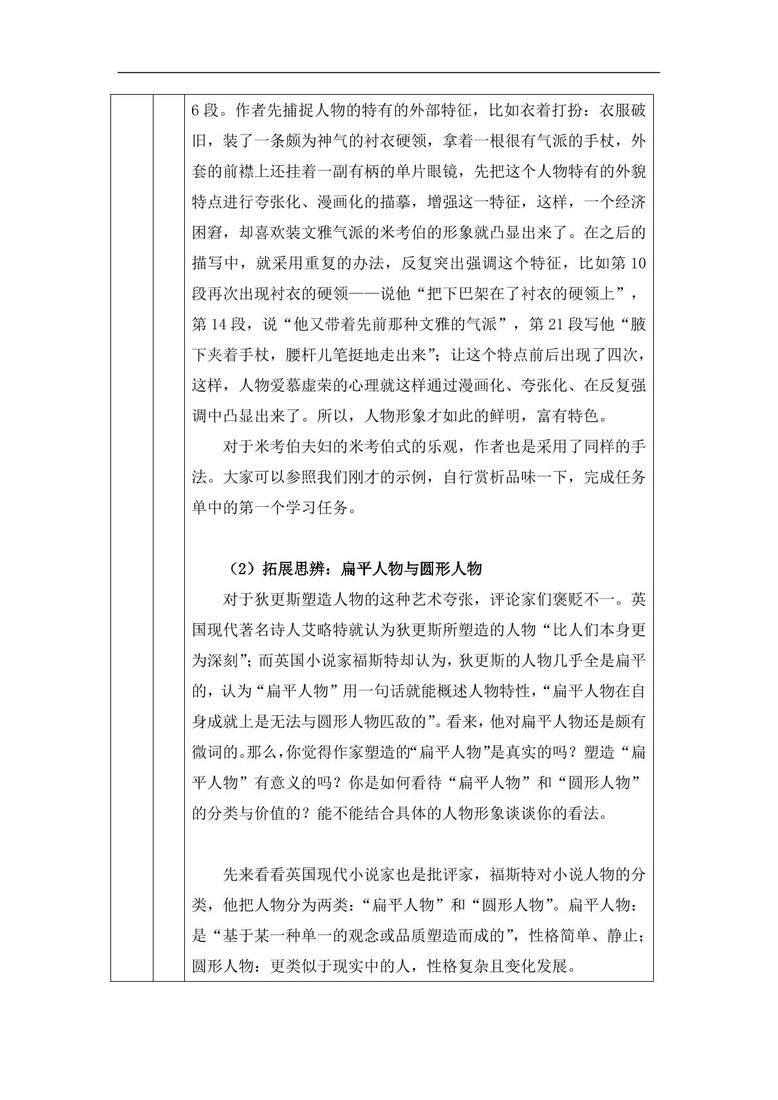 6 段。作者先捕捉人物的特有的外部特征，比如衣着打扮：衣服破
旧，装了一条颇为神气的衬衣硬领，拿着一根很有气派的手杖，外
套的前襟上还挂着一副有柄的单片眼镜，先把这个人物特有的外貌
特点进行夸张化、漫画化的描摹，增强这一特征，这样，一个经济
困窘，却喜欢装文雅气派的米考伯的形象就凸显出来了。在之后的
描写中，就采用重复的办法，反复突出强调这个特征，比如第 10
段再次出现衬衣的硬领——说他“把下巴架在了衬衣的硬领上”，
第 14 段，说“他又带着先前那种文雅的气派”，第 21 段写他“腋
下夹着手杖，腰杆儿笔挺地走出来”；让这个特点前后出现了四次，
这样，人物爱慕虚荣的心理就这样通过漫画化、夸张化、在反复强
调中凸显出来了。所以，人物形象才如此的鲜明，富有特色。
对于米考伯夫妇的米考伯式的乐观，作者也是采用了同样的手
法。大家可以参照我们刚才的示例，自行赏析品味一下，完成任务
单中的第一个学习任务。
（2）拓展思辨：扁平人物与圆形人物
对于狄更斯塑造人物的这种艺术夸张，评论家们褒贬不一。英
国现代著名诗人艾略特就认为狄更斯所塑造的人物“比人们本身更
为深刻”；而英国小说家福斯特却认为，狄更斯的人物几乎全是扁平
的，认为“扁平人物”用一句话就能概述人物特性，“扁平人物在自
身成就上是无法与圆形人物匹敌的”。看来，他对扁平人物还是颇有
微词的。那么，你觉得作家塑造的“扁平人物”是真实的吗？塑造“扁
平人物”有意义的吗？你是如何看待“扁平人物”和“圆形人物”
的分类与价值的？能不能结合具体的人物形象谈谈你的看法。
先来看看英国现代小说家也是批评家，福斯特对小说人物的分
类，他把人物分为两类：“扁平人物”和“圆形人物”。扁平人物：
是“基于某一种单一的观念或品质塑造而成的”，性格简单、静止；
圆形人物：更类似于现实中的人，性格复杂且变化发展。